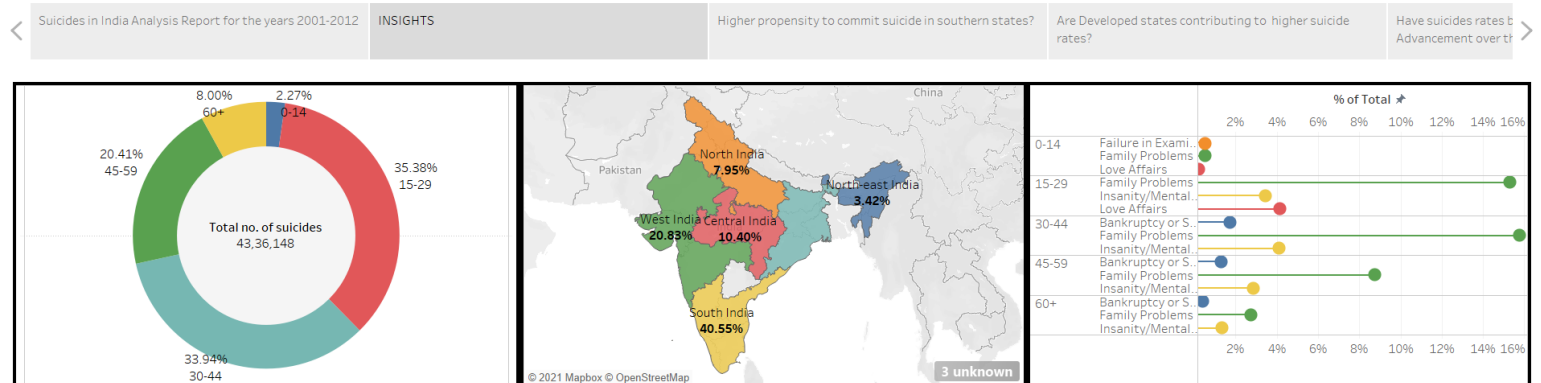 Suicides in India Analysis Report for the years 2001-2012
INSIGHTS
Higher propensity to commit suicide in southern states?
Are Developed states contributing to higher suicide
rates?
Have suicides rates b
Advancement over th
8.00%
60+
2.27%
0-14
20.41%
45-59
35.38%
15-29
Total no. of suicides
43,36,148
33.94%
30-44
China
Pakistan
North India
7.95%
North-east India
3.42%
West India
20.83%
Central India
10.40%
South India
40.55%
3 unknown
© 2021 Mapbox © OpenStreetMap
% of Total
2% 4% 6% 8% 10% 12% 14% 16%
0-14
Failure in Exami..
Family Problems
Love Affairs
15-29
Family Problems
Insanity/Mental..
Love Affairs
30-44
Bankruptcy or S..
Family Problems
Insanity/Mental..
45-59
Bankruptcy or S..
Family Problems
Insanity/Mental..
60+
Bankruptcy or S..
Family Problems
Insanity/Mental..
2% 4% 6% 8% 10% 12% 14% 16%